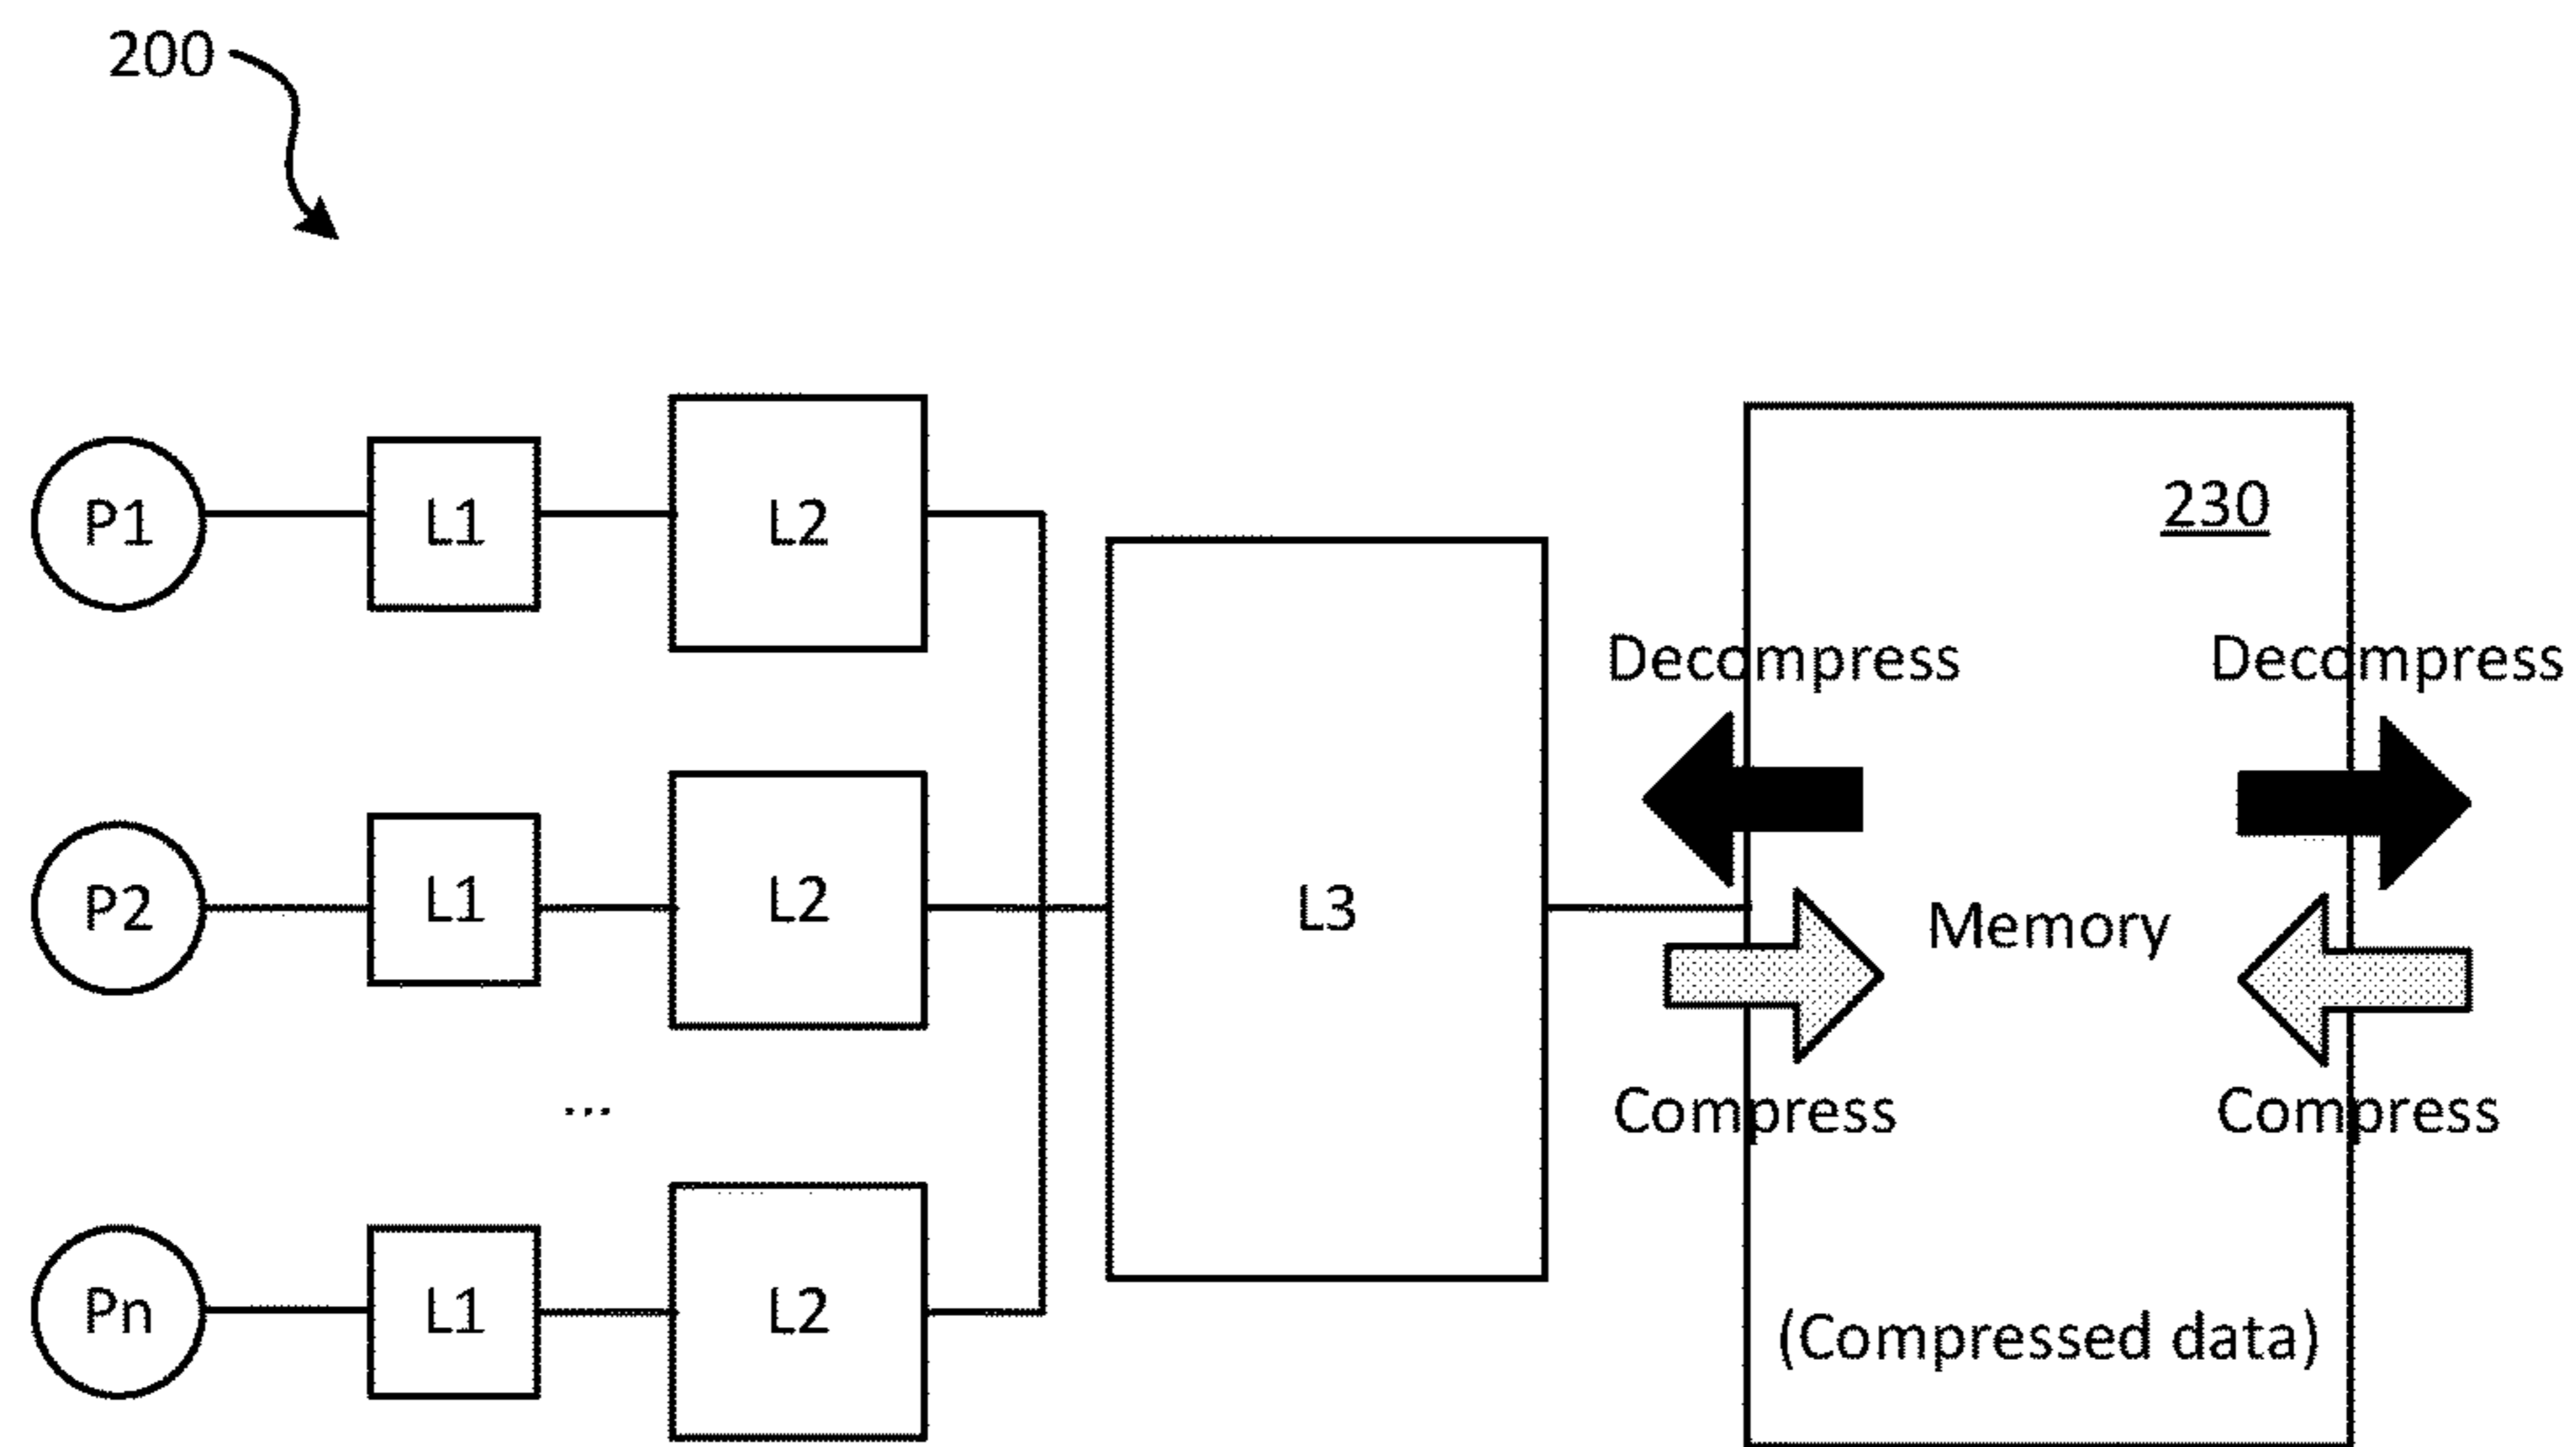 200
P1 L1 L2
230
Decompress Decompress
P2 L1 L2 L3 Memory
Compress Compress
...
Pn L1 L2
(Compressed data)